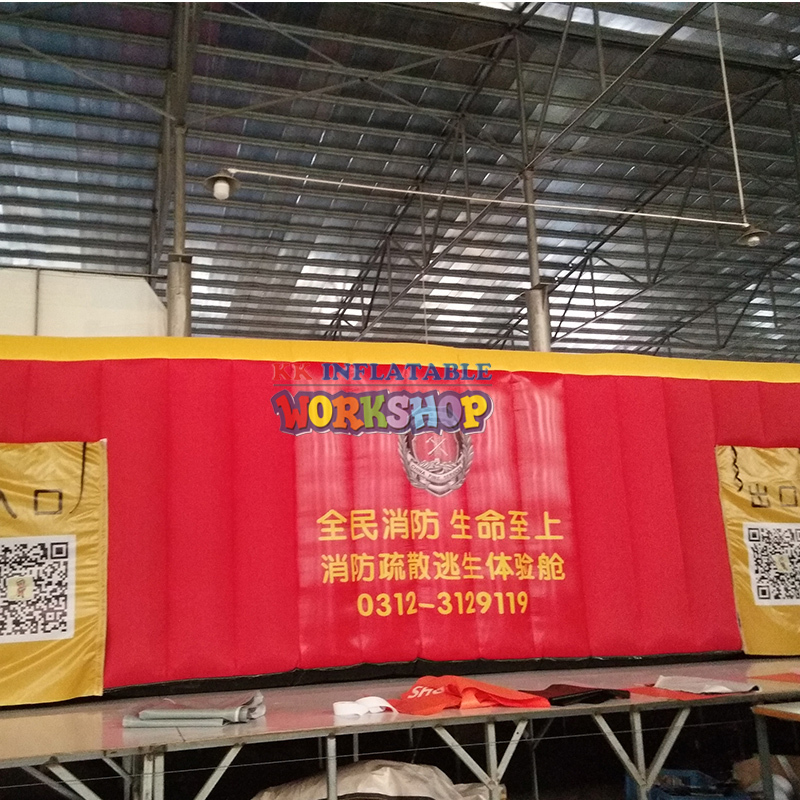 KK INFLATABLE
WORKSHOP
入口
出口
全民消防 生命至上
消防疏散逃生体验舱
0312-3129119